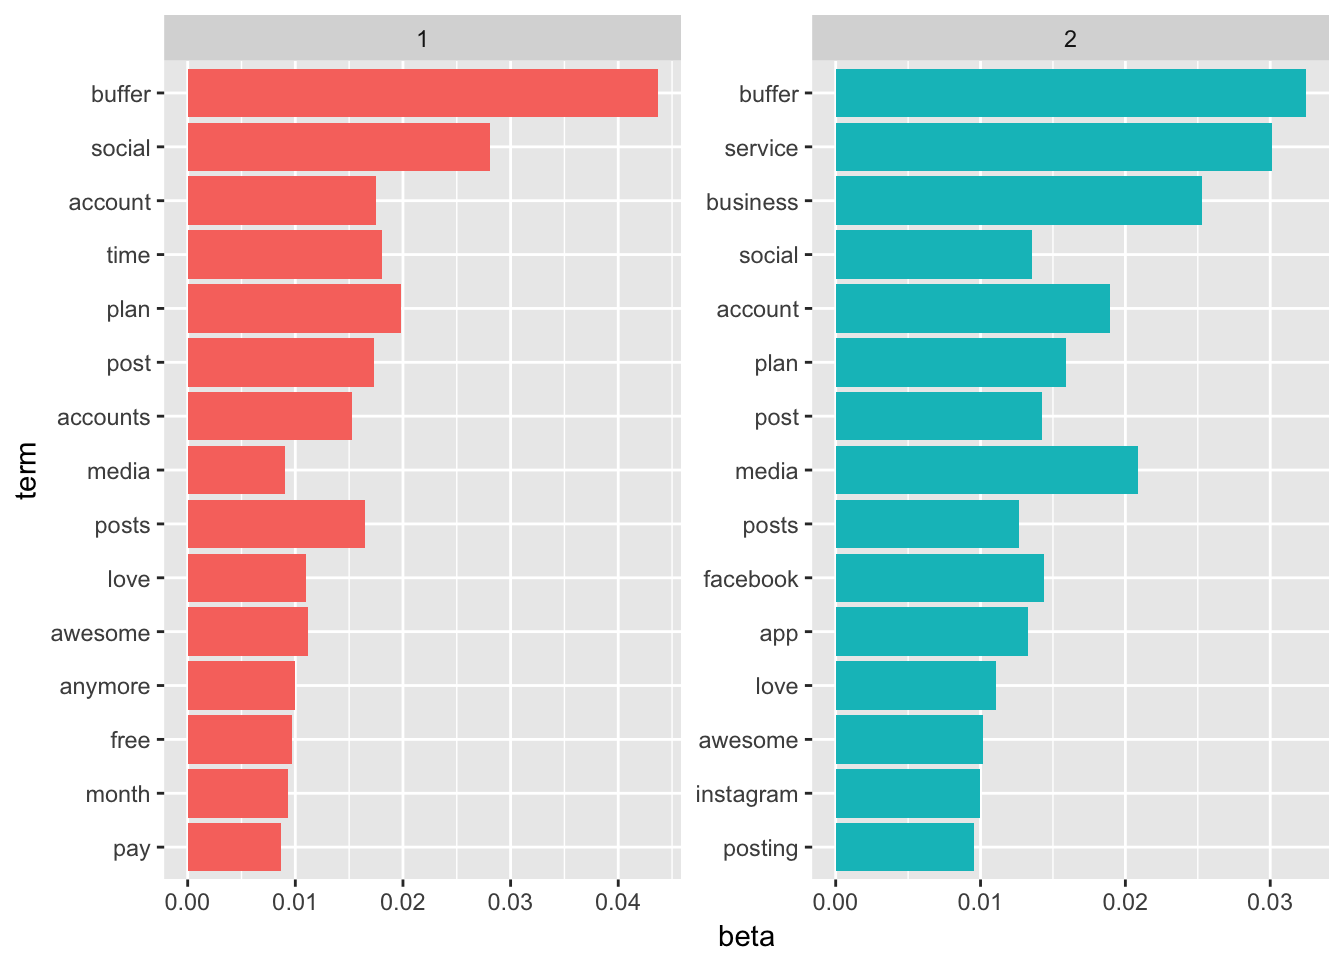 1
2
buffer
social
account
time
plan
post
accounts
media
posts
love
awesome
anymore
free
month
pay
buffer
service
business
social
account
plan
post
media
posts
facebook
app
love
awesome
instagram
posting
0.00 0.01 0.02 0.03 0.04
0.00 0.01 0.02 0.03
term
beta